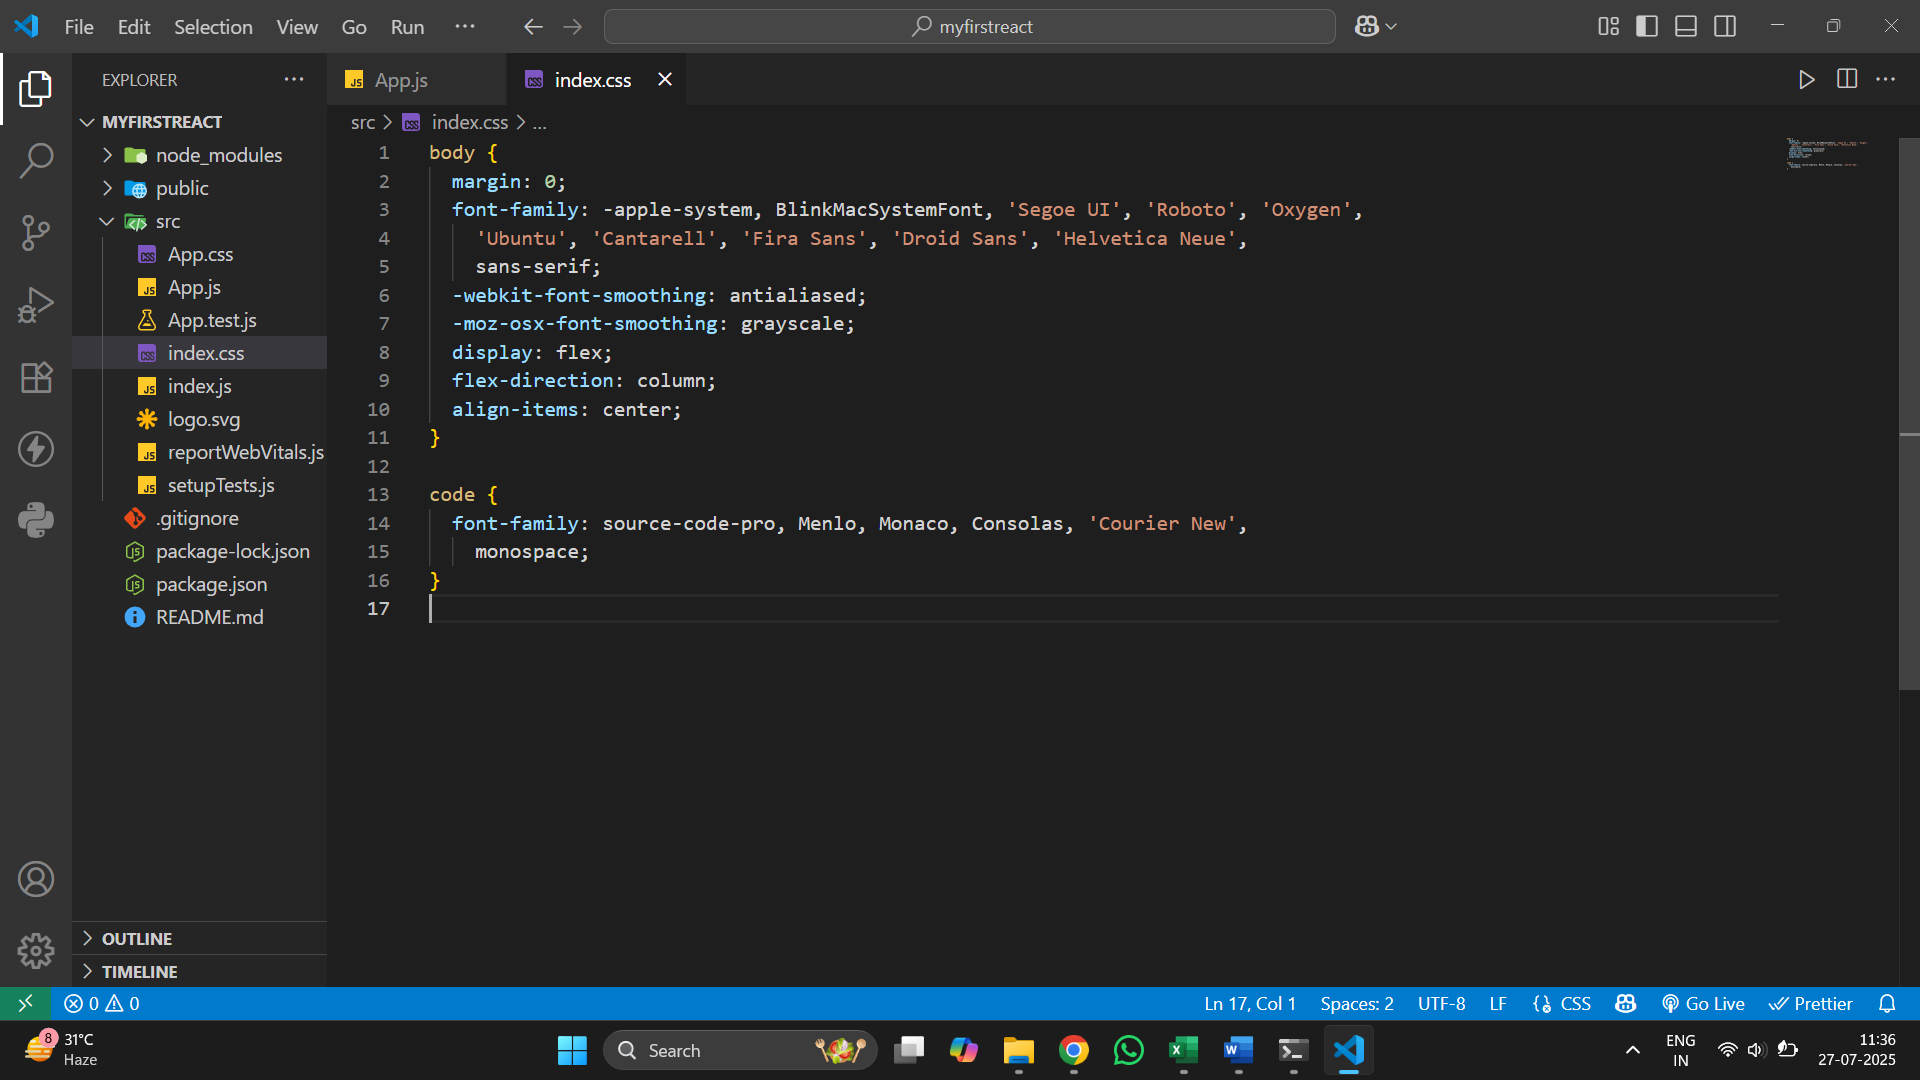 File Edit Selection View Go Run ...
myfirstreact
EXPLORER ...
MYFIRSTREACT
node_modules
public
src
App.css
App.js
App.test.js
index.css
index.js
logo.svg
reportWebVitals.js
setupTests.js
.gitignore
package-lock.json
package.json
README.md
OUTLINE
TIMELINE
App.js index.css
src > index.css > ...
1 body {
2 margin: 0;
3 font-family: -apple-system, BlinkMacSystemFont, 'Segoe UI', 'Roboto', 'Oxygen',
4 'Ubuntu', 'Cantarell', 'Fira Sans', 'Droid Sans', 'Helvetica Neue',
5 sans-serif;
6 -webkit-font-smoothing: antialiased;
7 -moz-osx-font-smoothing: grayscale;
8 display: flex;
9 flex-direction: column;
10 align-items: center;
11 }
12
13 code {
14 font-family: source-code-pro, Menlo, Monaco, Consolas, 'Courier New',
15 monospace;
16 }
17
0 0 Ln 17, Col 1 Spaces: 2 UTF-8 LF {} CSS Go Live Prettier
8 31°C
Haze
Search
ENG
IN
11:36
27-07-2025